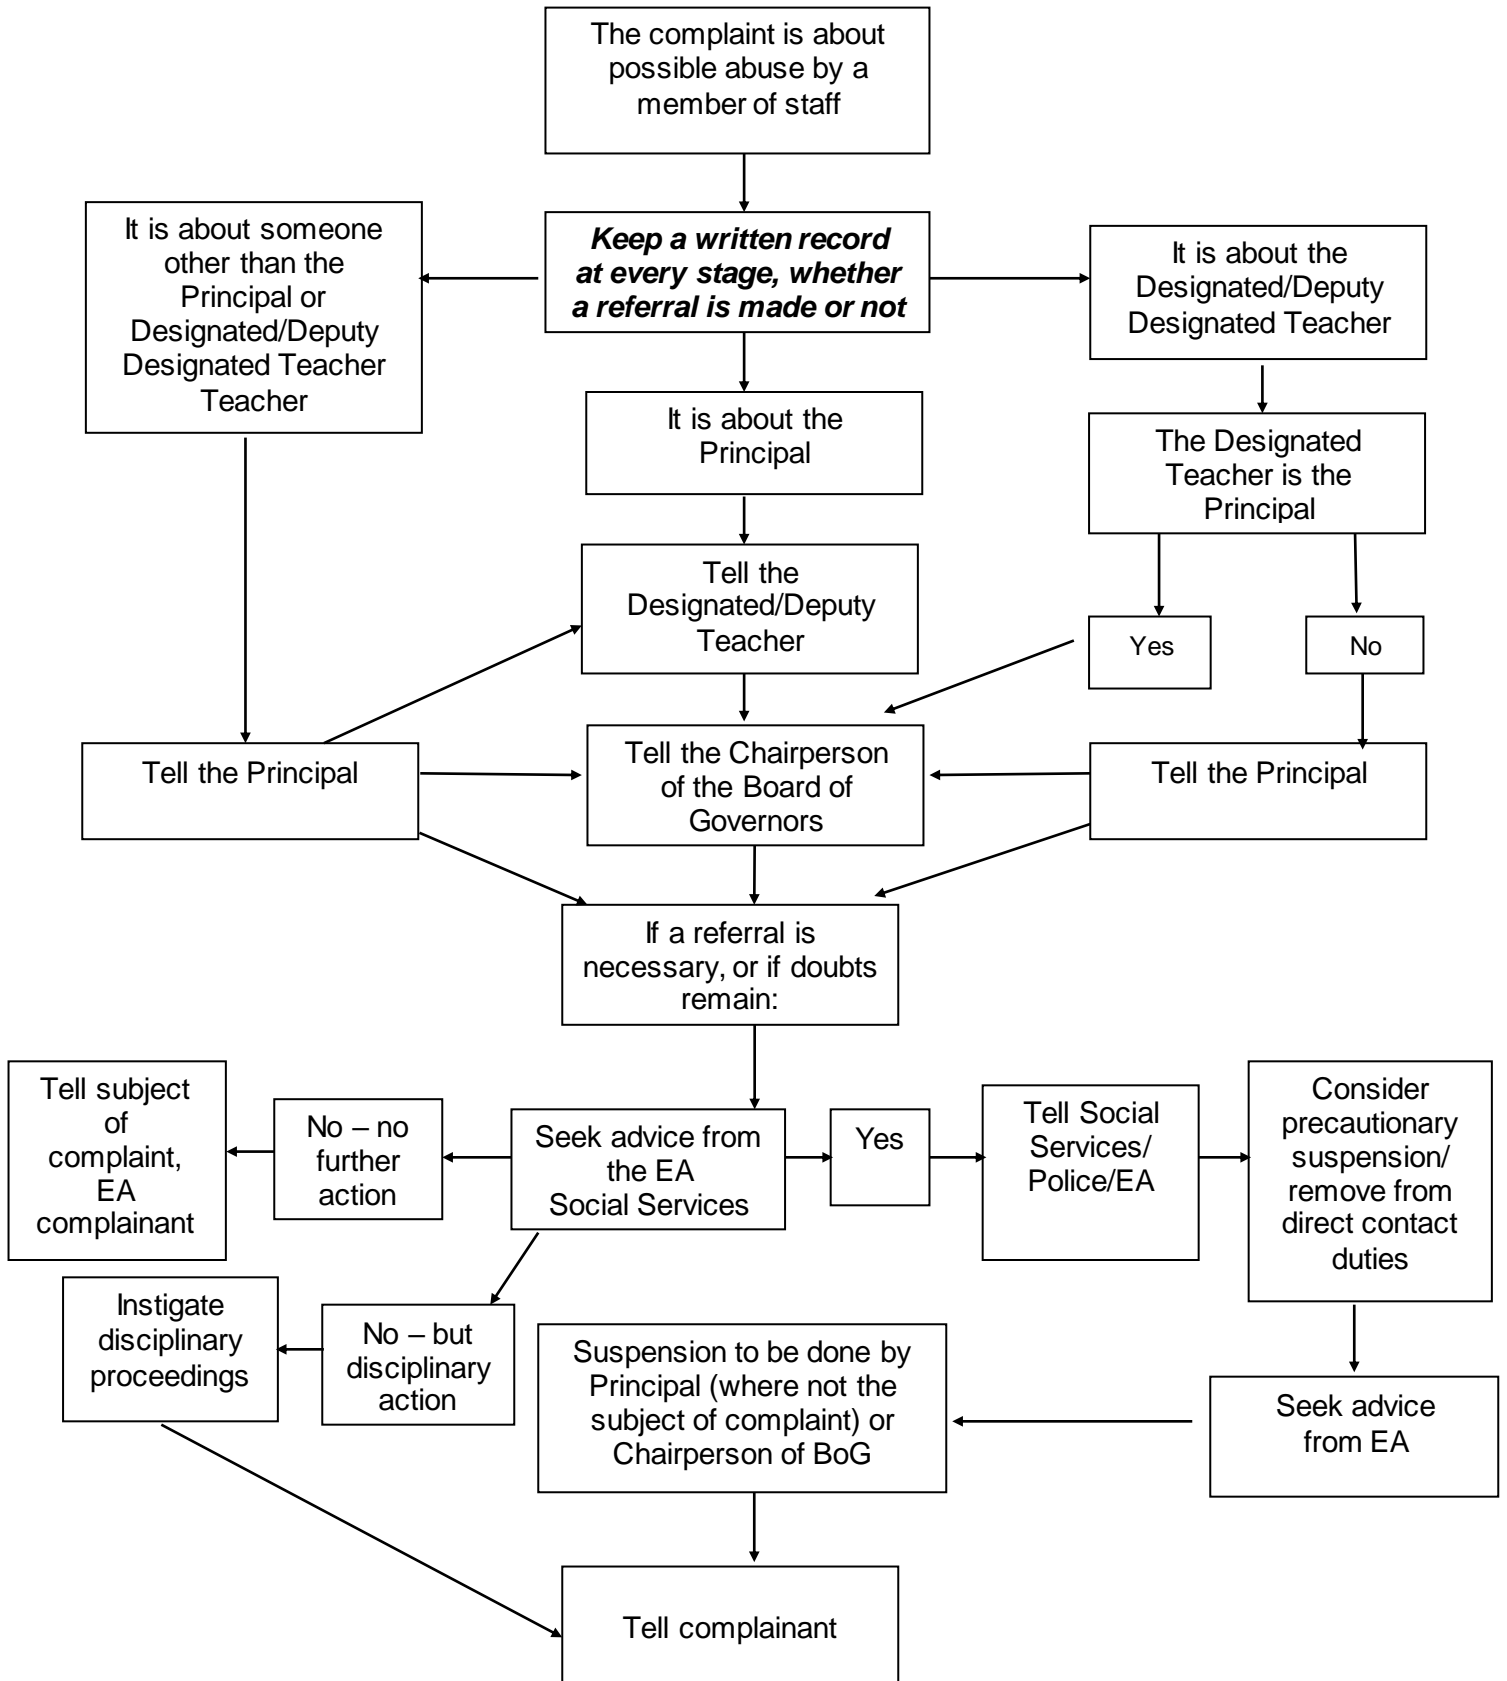 The complaint is about
possible abuse by a
member of staff
It is about someone
other than the
Principal or
Designated/Deputy
Designated Teacher
Teacher
Keep a written record
at every stage, whether
a referral is made or not
It is about the
Designated/Deputy
Designated Teacher
It is about the
Principal
The Designated
Teacher is the
Principal
Tell the
Designated/Deputy
Teacher
Yes
No
Tell the Principal
Tell the Chairperson
of the Board of
Governors
Tell the Principal
If a referral is
necessary, or if doubts
remain:
Tell subject
of
complaint,
EA
complainant
No – no
further
action
Seek advice from
the EA
Social Services
Yes
Tell Social
Services/
Police/EA
Consider
precautionary
suspension/
remove from
direct contact
duties
Instigate
disciplinary
proceedings
No – but
disciplinary
action
Suspension to be done by
Principal (where not the
subject of complaint) or
Chairperson of BoG
Seek advice
from EA
Tell complainant